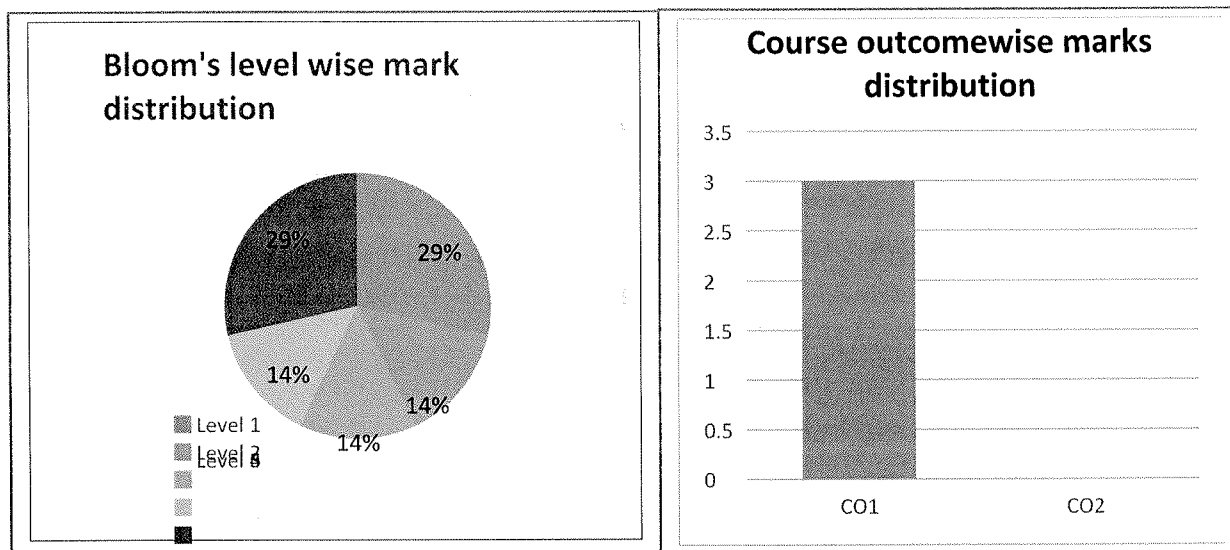 Bloom's level wise mark
distribution
29%
29%
14%
14%
14%
Level 1
Level 2
Level
Course outcomewise marks
distribution
3.5
3
2.5
2
1.5
1
0.5
0
CO1
CO2